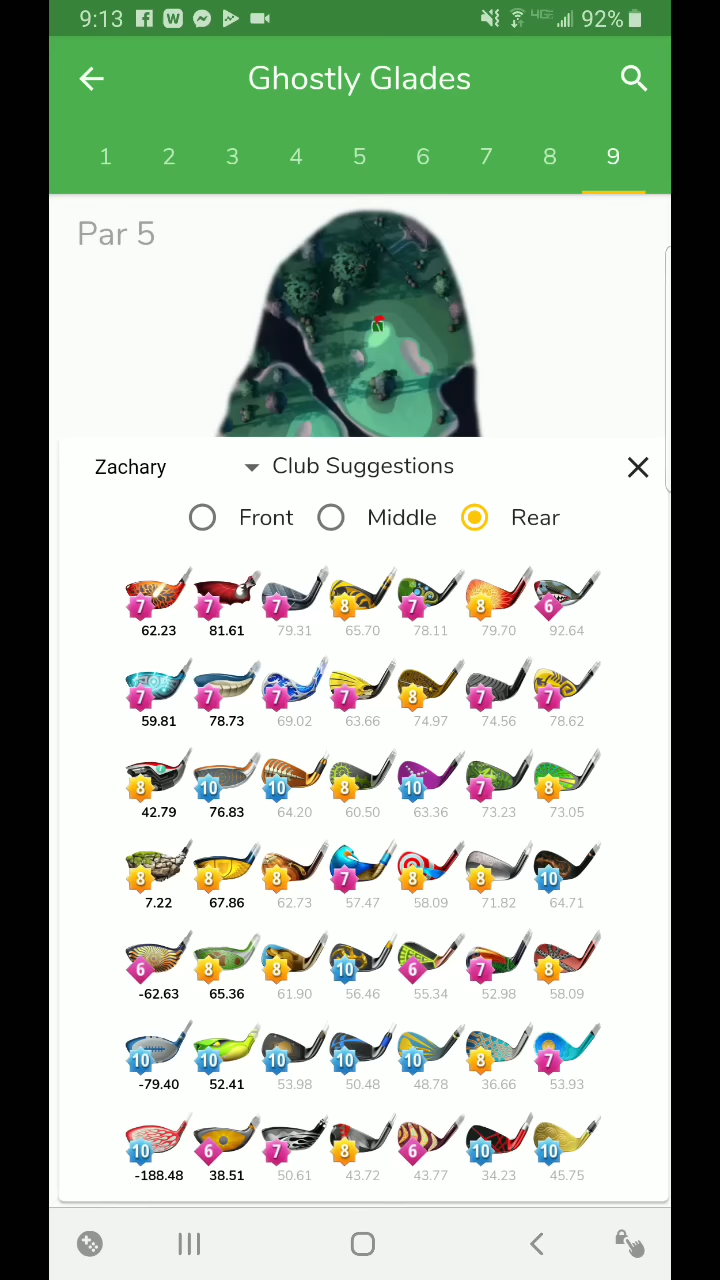 9:13 4GE 92%
Ghostly Glades
1 2 3 4 5 6 7 8 9
Par 5
Zachary Club Suggestions
Front Middle Rear
7 7 7 8 7 8 6
62.23 81.61 79.31 65.70 78.11 79.70 92.64
7 7 7 7 8 7 7
59.81 78.73 69.02 63.66 74.97 74.56 78.62
8 10 10 8 10 7 8
42.79 76.83 64.20 60.50 63.36 73.23 73.05
8 8 8 7 8 8 10
7.22 67.86 62.73 57.47 58.09 71.82 64.71
6 8 8 10 6 7 8
-62.63 65.36 61.90 56.46 55.34 52.98 58.09
10 10 10 10 10 8 7
-79.40 52.41 53.98 50.48 48.78 36.66 53.93
10 6 7 8 6 10 10
-188.48 38.51 50.61 43.72 43.77 34.23 45.75